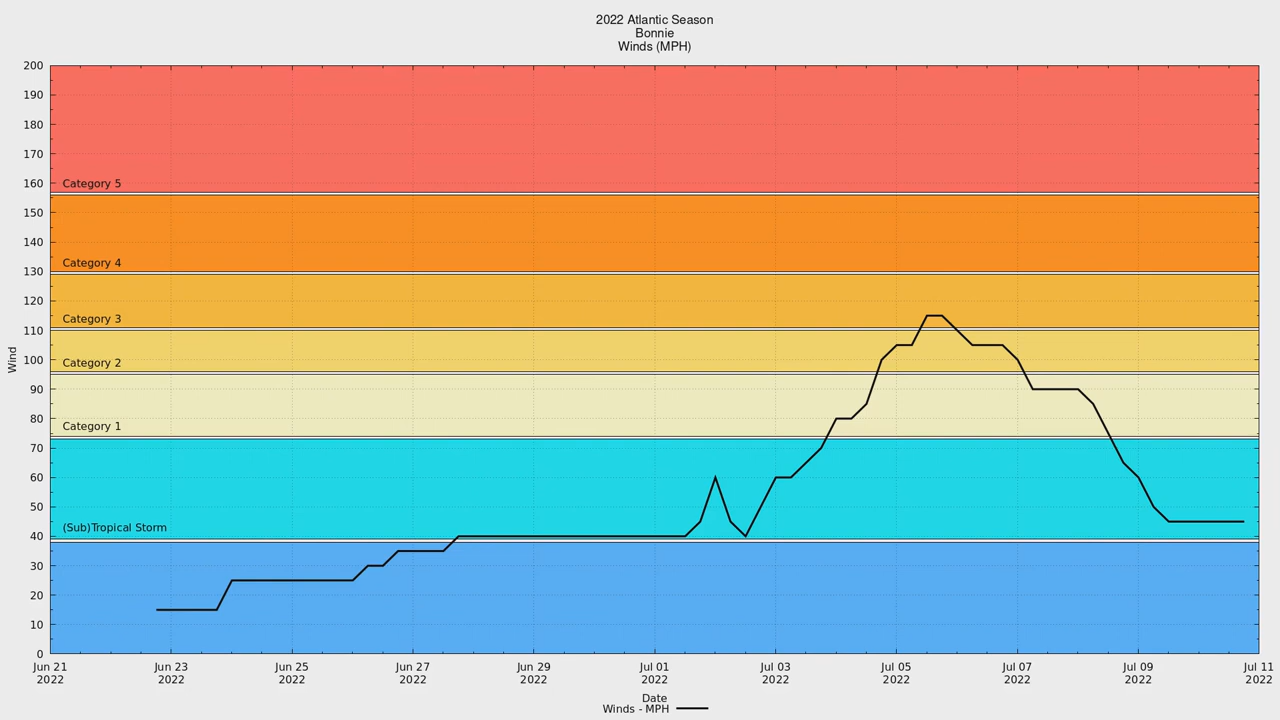 2022 Atlantic Season
Bonnie
Winds (MPH)
200
190
180
170
160
150
140
130
120
110
100
90
80
70
60
50
40
30
20
10
0
Wind
Category 5
Category 4
Category 3
Category 2
Category 1
(Sub)Tropical Storm
Jun 21 Jun 23 Jun 25 Jun 27 Jun 29 Jul 01 Jul 03 Jul 05 Jul 07 Jul 09 Jul 11
2022 2022 2022 2022 2022 2022 2022 2022 2022 2022 2022
Date
Winds - MPH